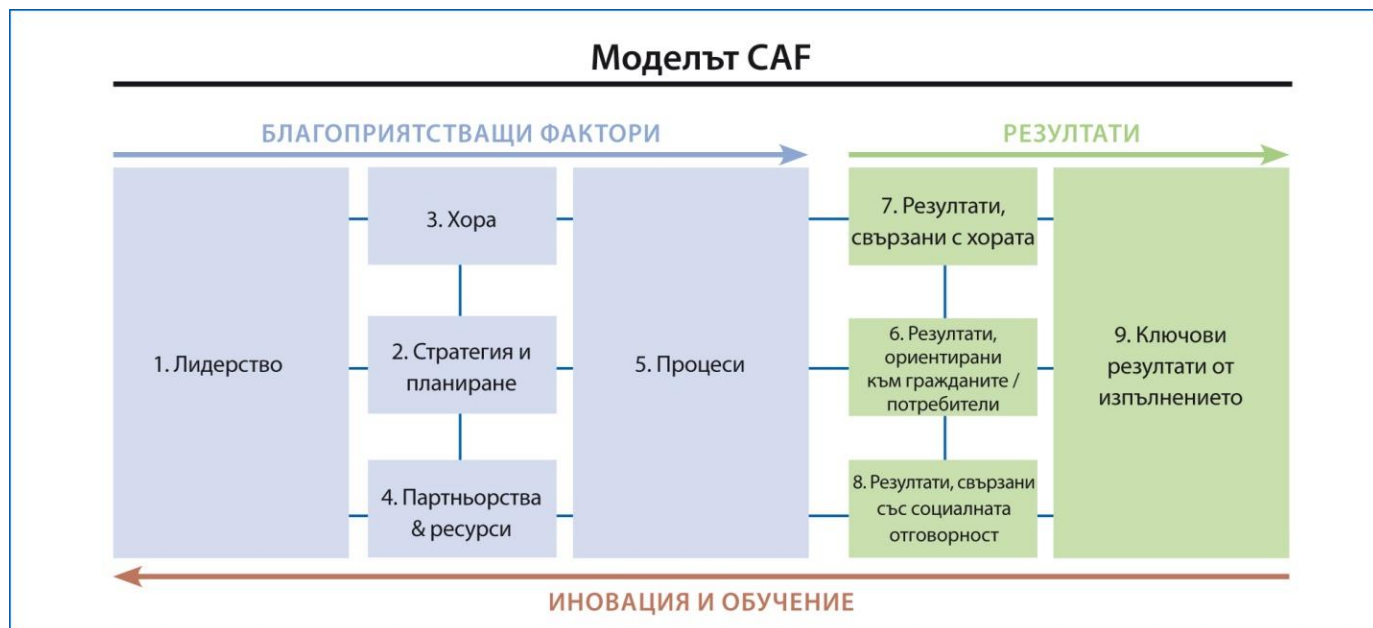 Моделът CAF
БЛАГОПРИЯТСТВАЩИ ФАКТОРИ
РЕЗУЛТАТИ
1. Лидерство
3. Хора
2. Стратегия и
планиране
4. Партньорства
& ресурси
5. Процеси
7. Резултати,
свързани с хората
6. Резултати,
ориентирани
към гражданите /
потребители
8. Резултати, свързани
със социалната
отговорност
9. Ключови
резултати от
изпълнението
ИНОВАЦИЯ И ОБУЧЕНИЕ